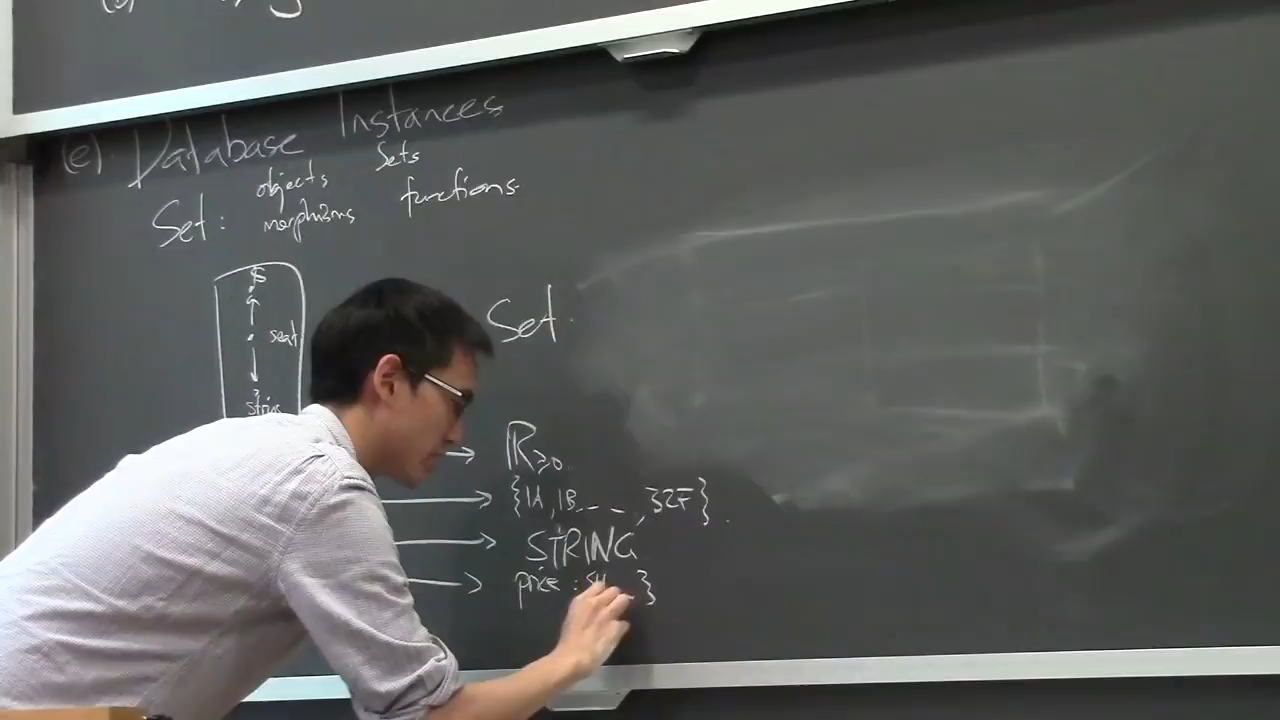 (e). Database Instances
Set: objects Sets
morphisms functions
$
seat
string
Set.
ℝ≥0.
{1A, 1B _ _ _, 32F}.
STRING
price : }